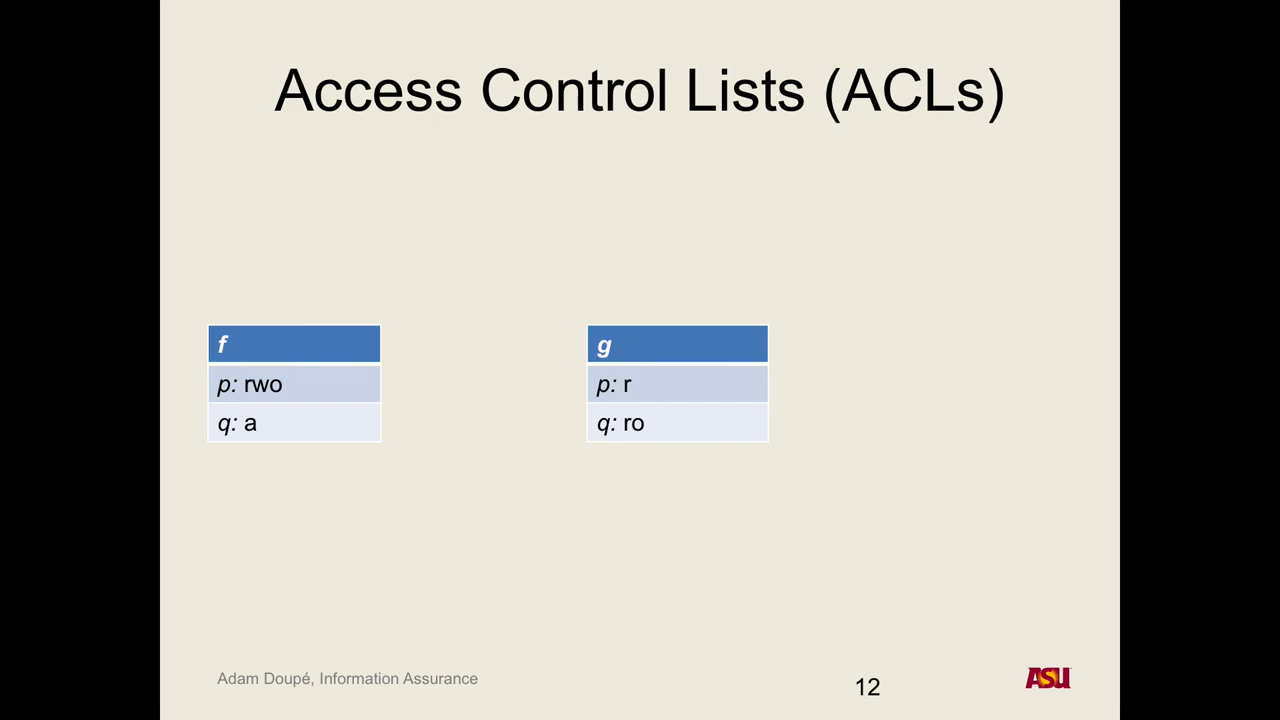 Access Control Lists (ACLs)
f
p: rwo
q: a
g
p: r
q: ro
Adam Doupé, Information Assurance
12
ASU